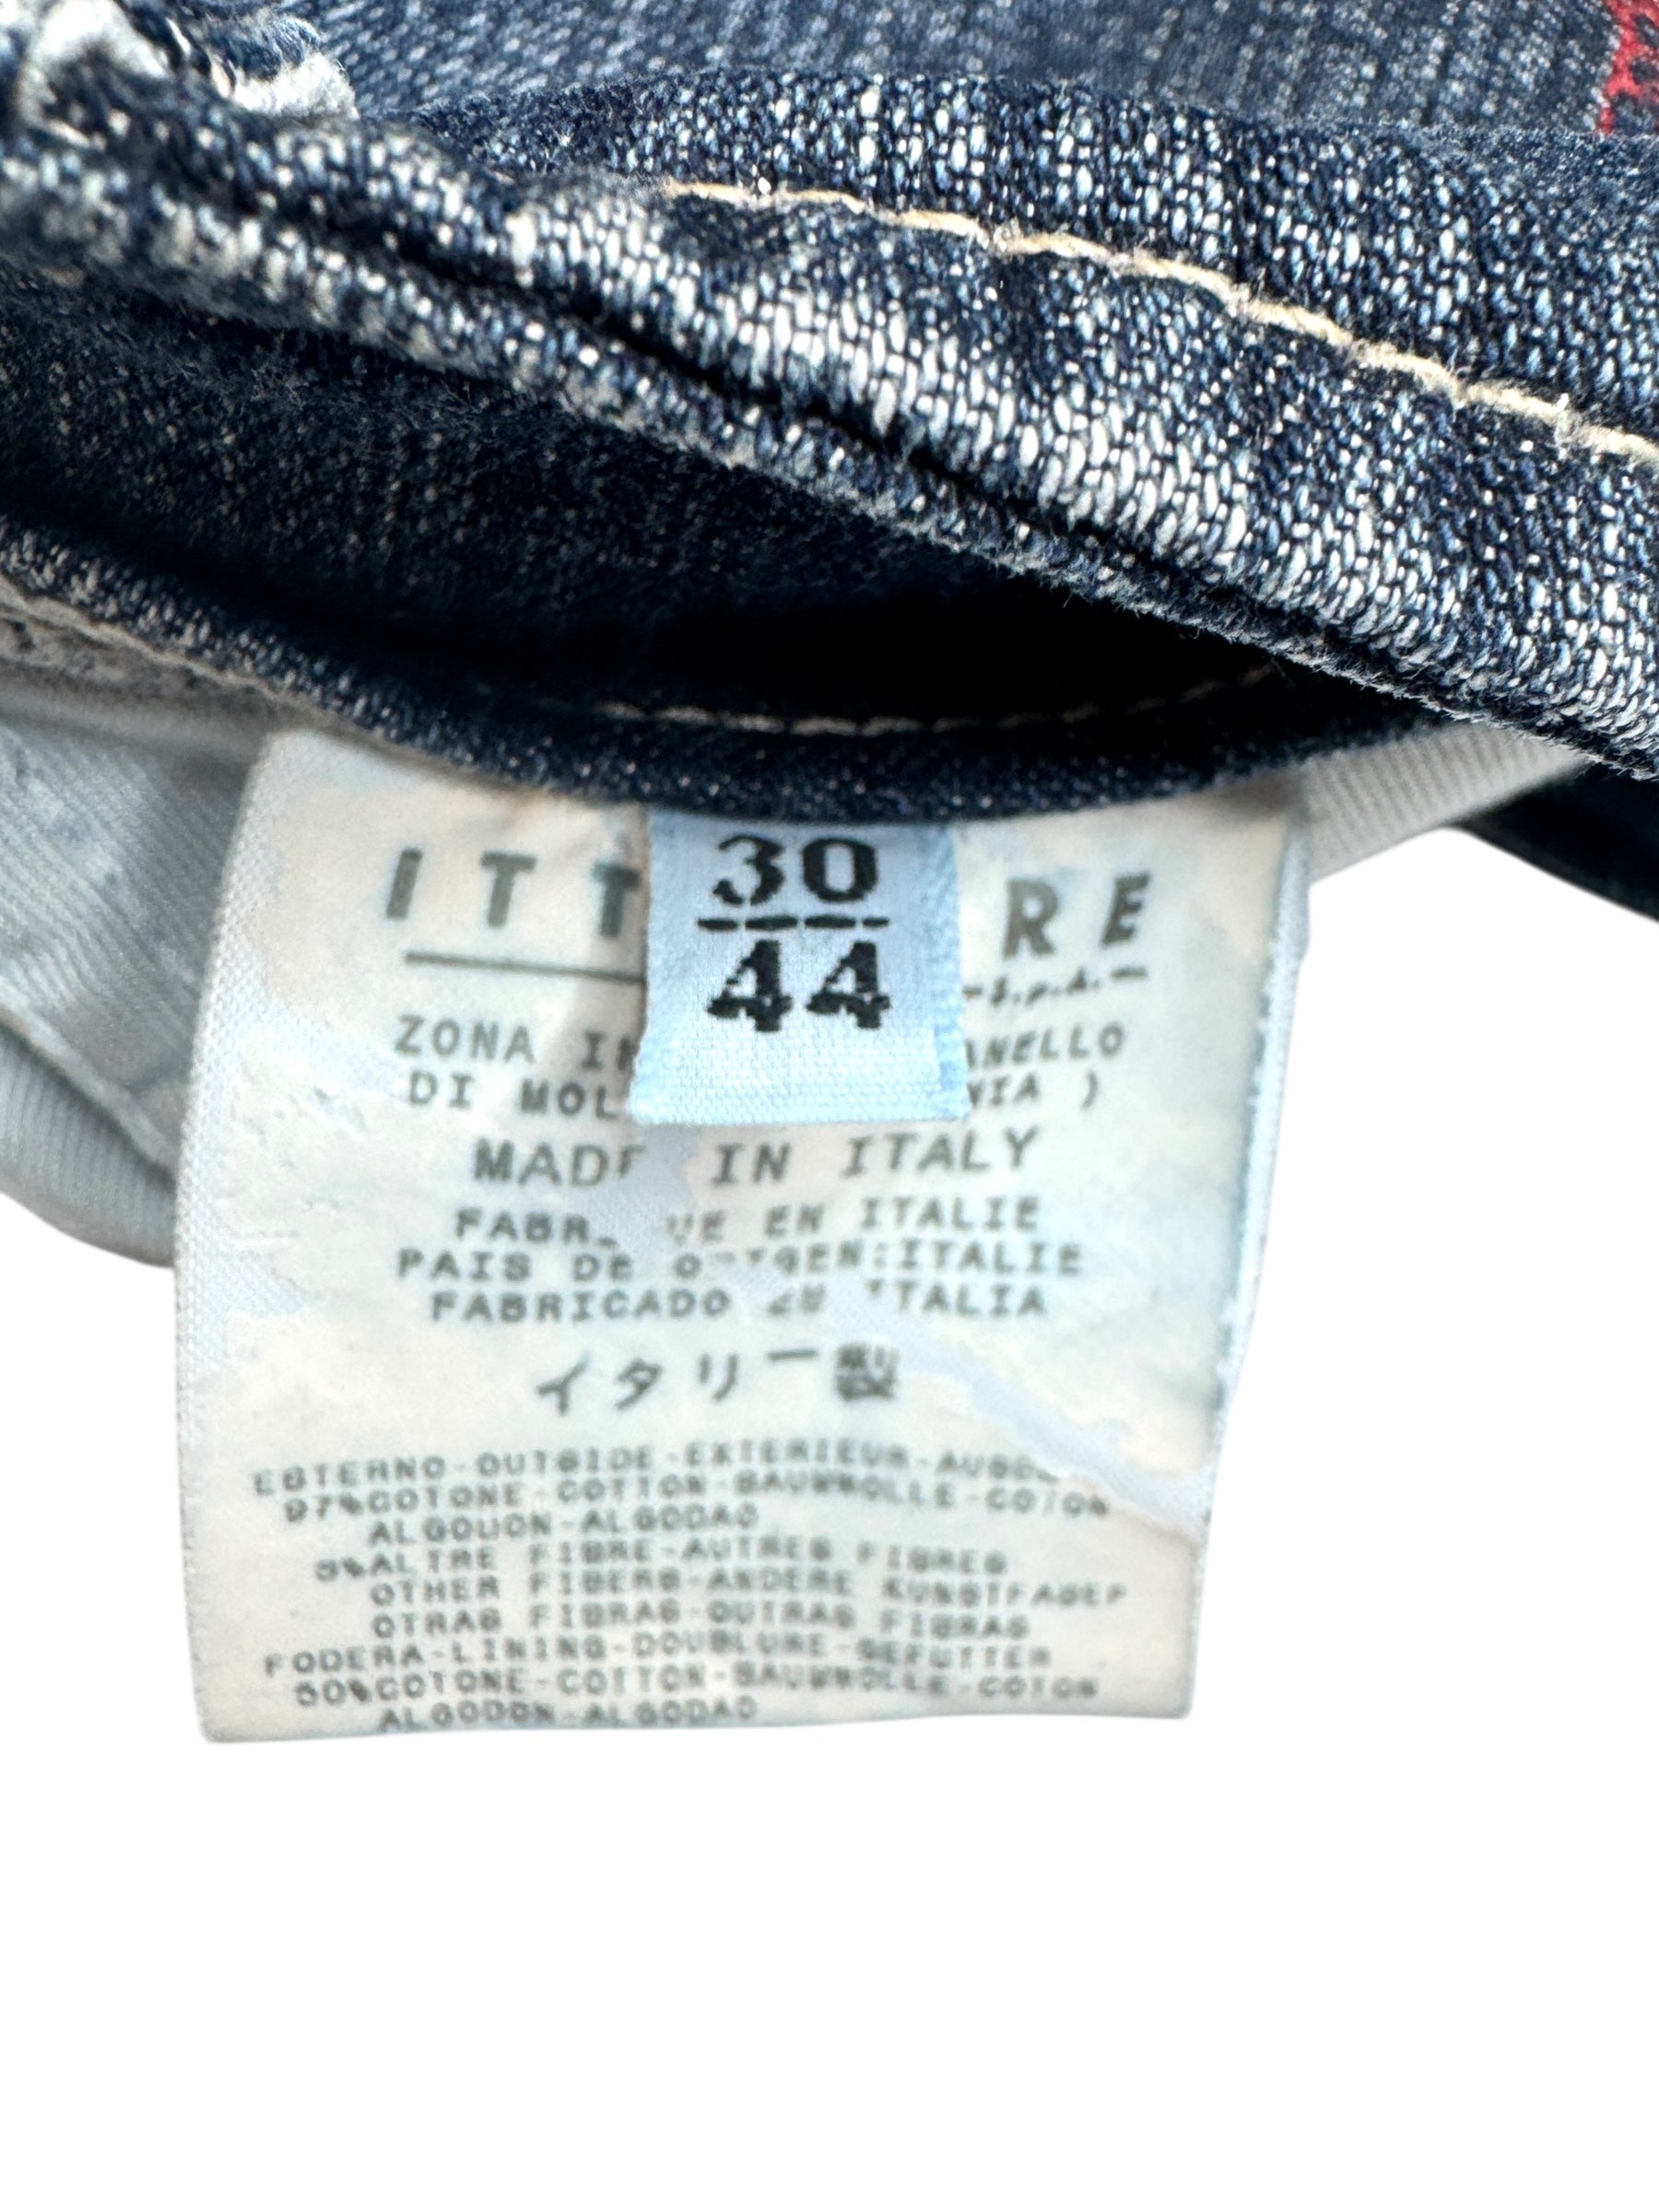 30
44
ITT RE
S.p.A.
ZONA I ANELLO
DI MOL NIA )
MADE IN ITALY
FABR UE EN ITALIE
PAIS DE ORIGEN:ITALIE
FABRICADO EN ITALIA
イタリー製
ESTERNO-OUTSIDE-EXTERIEUR-AUSSE
97%COTONE-COTTON-BAUMWOLLE-COTON
ALGODON-ALGODAO
3%ALTRE FIBRE-AUTRES FIBRES
OTHER FIBERS-ANDERE KUNSTFASER
OTRAS FIBRAS-OUTRAS FIBRAS
FODERA-LINING-DOUBLURE-GEFUTTER
50%COTONE-COTTON-BAUMWOLLE-COTON
ALGODON-ALGODAO